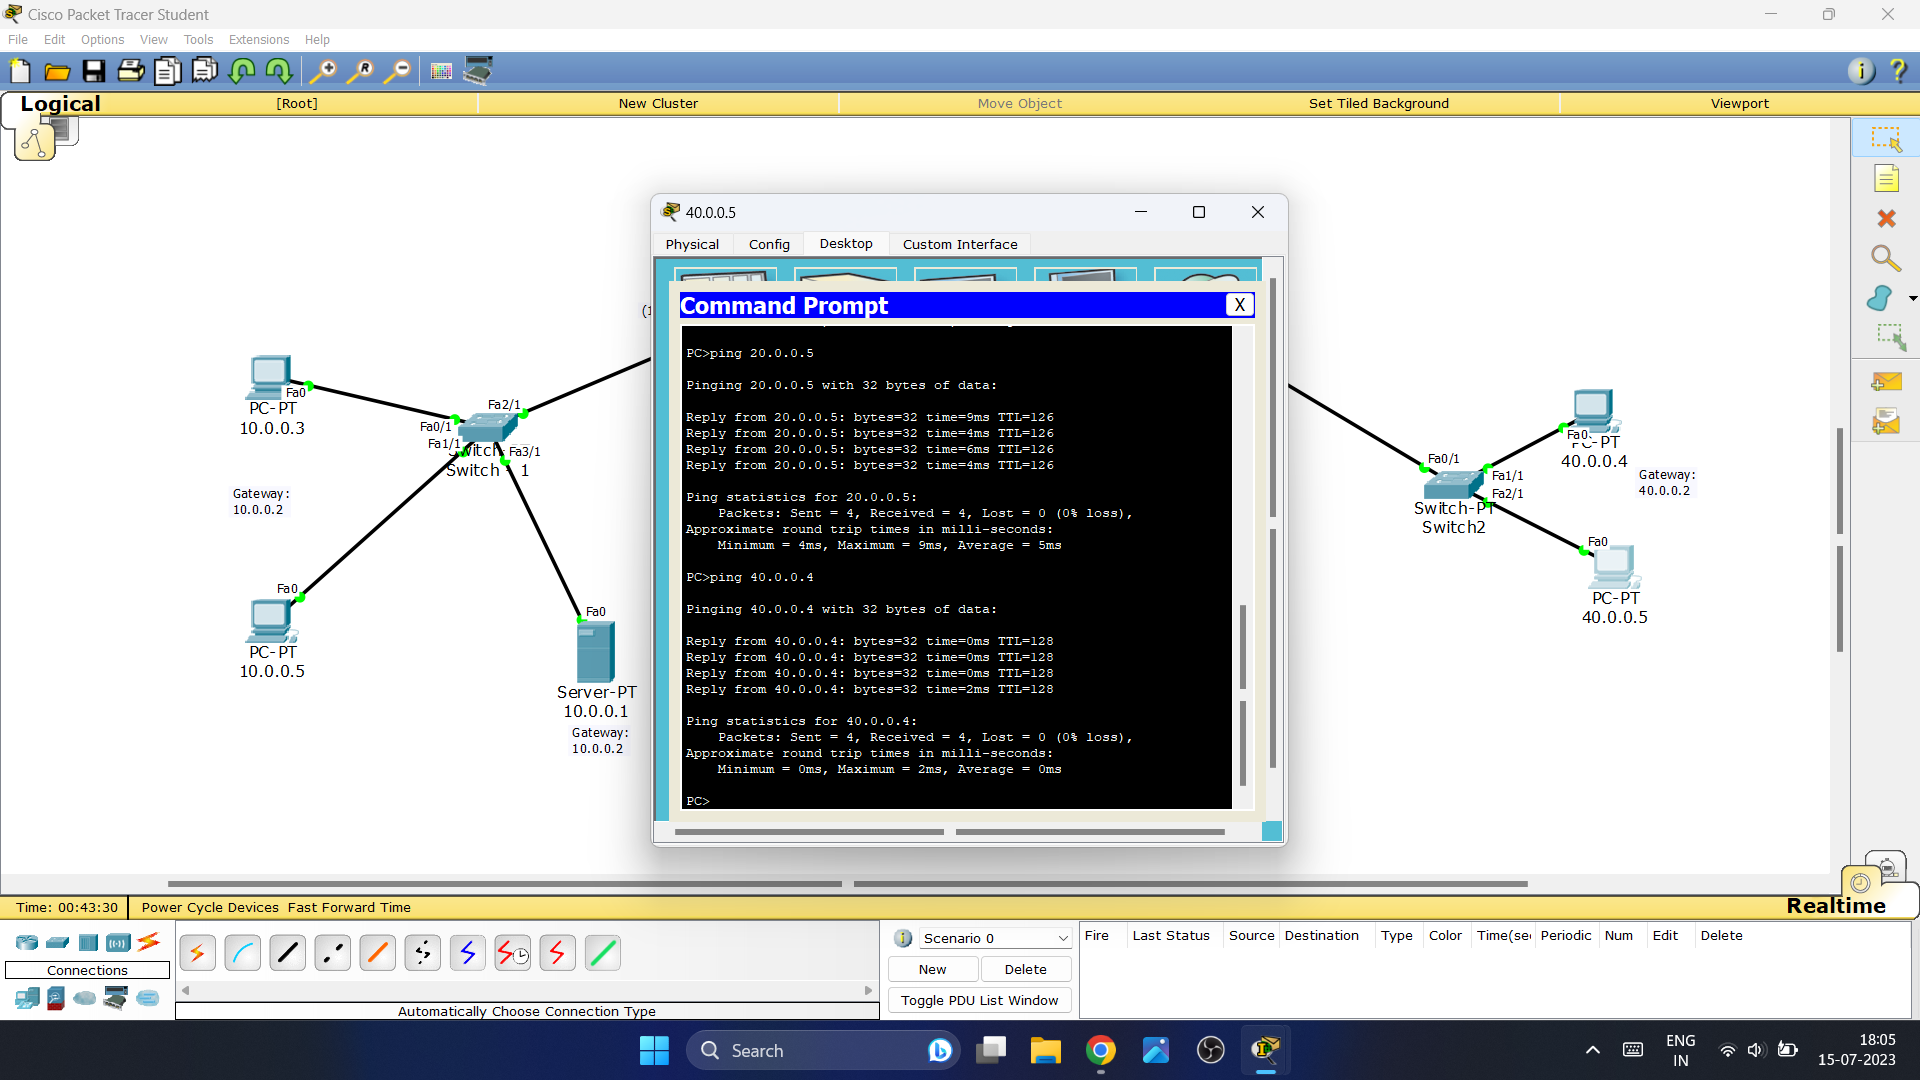 Cisco Packet Tracer Student
File Edit Options View Tools Extensions Help
Logical [Root] New Cluster Move Object Set Tiled Background Viewport
40.0.0.5
Physical Config Desktop Custom Interface
Command Prompt X
PC>ping 20.0.0.5
Pinging 20.0.0.5 with 32 bytes of data:
Reply from 20.0.0.5: bytes=32 time=9ms TTL=126
Reply from 20.0.0.5: bytes=32 time=4ms TTL=126
Reply from 20.0.0.5: bytes=32 time=6ms TTL=126
Reply from 20.0.0.5: bytes=32 time=4ms TTL=126
Ping statistics for 20.0.0.5:
Packets: Sent = 4, Received = 4, Lost = 0 (0% loss),
Approximate round trip times in milli-seconds:
Minimum = 4ms, Maximum = 9ms, Average = 5ms
PC>ping 40.0.0.4
Pinging 40.0.0.4 with 32 bytes of data:
Reply from 40.0.0.4: bytes=32 time=0ms TTL=128
Reply from 40.0.0.4: bytes=32 time=0ms TTL=128
Reply from 40.0.0.4: bytes=32 time=0ms TTL=128
Reply from 40.0.0.4: bytes=32 time=2ms TTL=128
Ping statistics for 40.0.0.4:
Packets: Sent = 4, Received = 4, Lost = 0 (0% loss),
Approximate round trip times in milli-seconds:
Minimum = 0ms, Maximum = 2ms, Average = 0ms
PC>
Fa0
PC-PT
10.0.0.3
Fa2/1
Fa0/1
Fa1/1
Fa3/1
Switch 1
Gateway:
10.0.0.2
Fa0
PC-PT
10.0.0.5
Fa0
Server-PT
10.0.0.1
Gateway:
10.0.0.2
Fa0/1
Fa1/1
Fa2/1
Switch-PT
Switch2
Fa0
PC-PT
40.0.0.4
Gateway:
40.0.0.2
Fa0
PC-PT
40.0.0.5
Time: 00:43:30 Power Cycle Devices Fast Forward Time
Realtime
Connections
Automatically Choose Connection Type
Scenario 0
New Delete
Toggle PDU List Window
Fire Last Status Source Destination Type Color Time(sec Periodic Num Edit Delete
Search
ENG
IN
18:05
15-07-2023